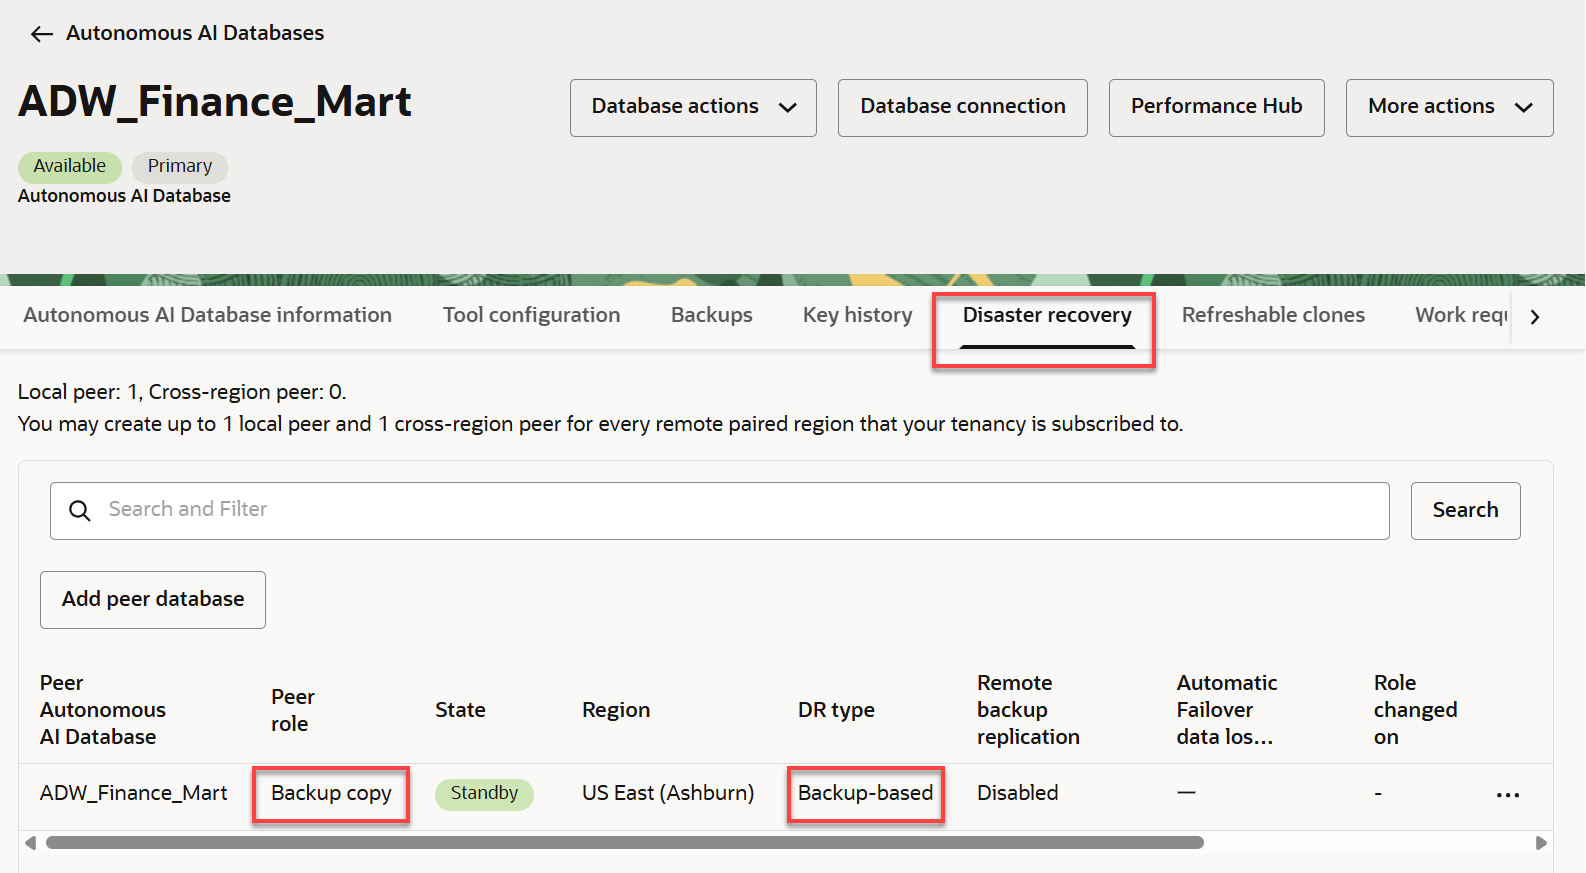 Autonomous AI Databases
ADW_Finance_Mart
Database actions
Database connection
Performance Hub
More actions
Available
Primary
Autonomous AI Database
Autonomous AI Database information
Tool configuration
Backups
Key history
Disaster recovery
Refreshable clones
Work requ
Local peer: 1, Cross-region peer: 0.
You may create up to 1 local peer and 1 cross-region peer for every remote paired region that your tenancy is subscribed to.
Search and Filter
Search
Add peer database
Peer
Autonomous
AI Database
Peer
role
State
Region
DR type
Remote
backup
replication
Automatic
Failover
data los...
Role
changed
on
ADW_Finance_Mart
Backup copy
Standby
US East (Ashburn)
Backup-based
Disabled
—
-